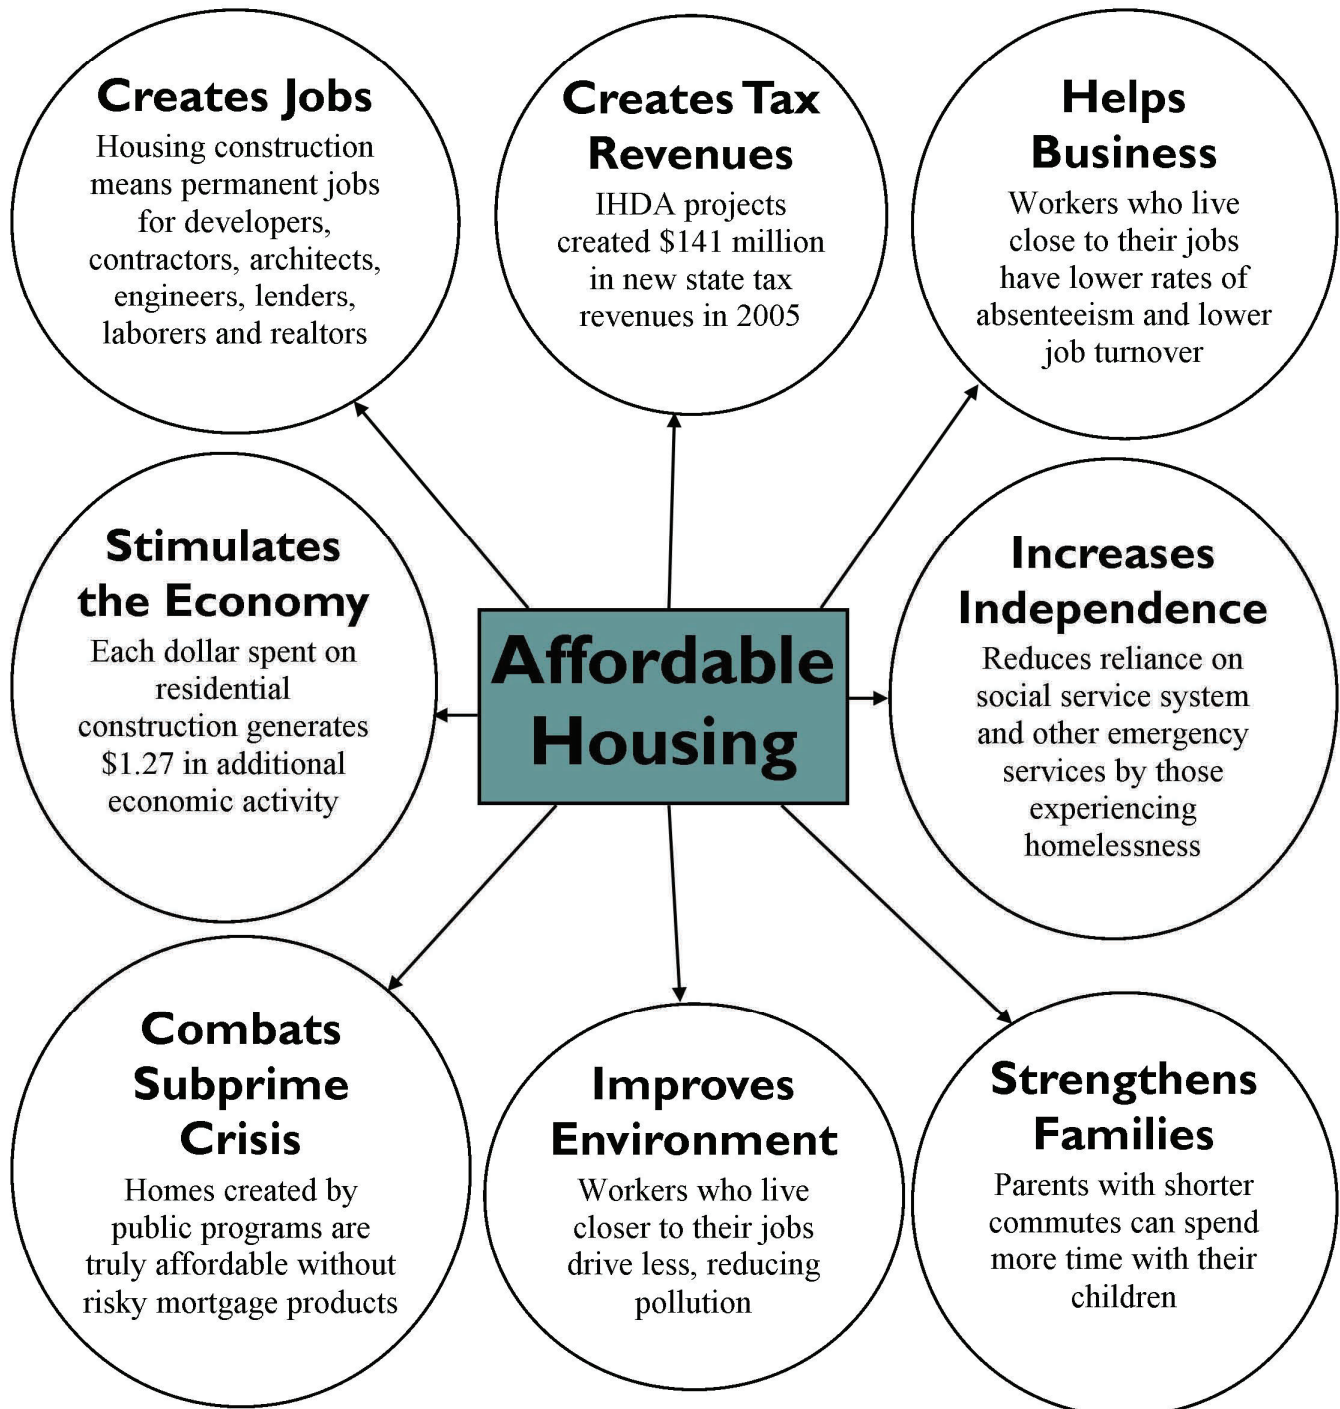 Creates Jobs
Housing construction
means permanent jobs
for developers,
contractors, architects,
engineers, lenders,
laborers and realtors
Creates Tax
Revenues
IHDA projects
created $141 million
in new state tax
revenues in 2005
Helps
Business
Workers who live
close to their jobs
have lower rates of
absenteeism and lower
job turnover
Stimulates
the Economy
Each dollar spent on
residential
construction generates
$1.27 in additional
economic activity
Affordable
Housing
Increases
Independence
Reduces reliance on
social service system
and other emergency
services by those
experiencing
homelessness
Combats
Subprime
Crisis
Homes created by
public programs are
truly affordable without
risky mortgage products
Improves
Environment
Workers who live
closer to their jobs
drive less, reducing
pollution
Strengthens
Families
Parents with shorter
commutes can spend
more time with their
children